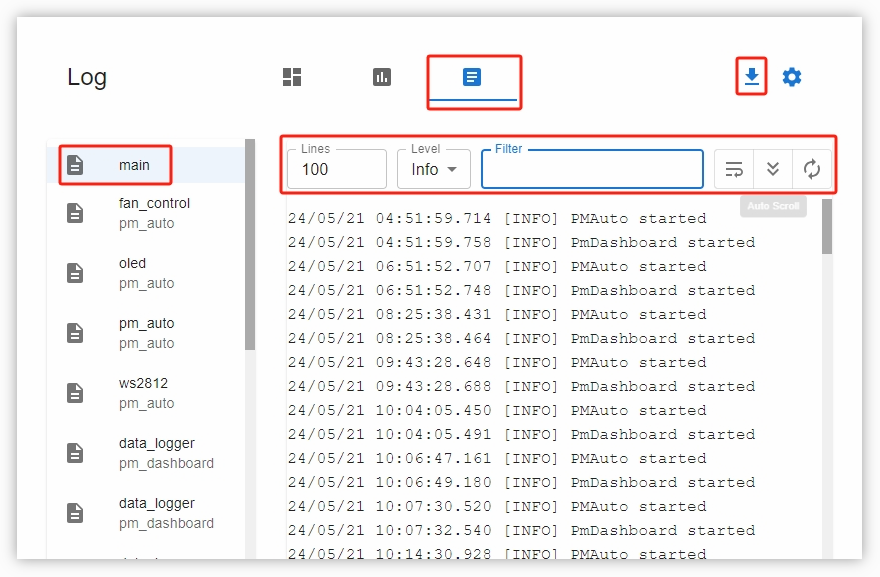 Log
main
fan_control
pm_auto
oled
pm_auto
pm_auto
pm_auto
ws2812
pm_auto
data_logger
pm_dashboard
data_logger
pm_dashboard
Lines
100
Level
Info
Filter
Auto Scroll
24/05/21 04:51:59.714 [INFO] PMAuto started
24/05/21 04:51:59.758 [INFO] PmDashboard started
24/05/21 06:51:52.707 [INFO] PMAuto started
24/05/21 06:51:52.748 [INFO] PmDashboard started
24/05/21 08:25:38.431 [INFO] PMAuto started
24/05/21 08:25:38.464 [INFO] PmDashboard started
24/05/21 09:43:28.648 [INFO] PMAuto started
24/05/21 09:43:28.688 [INFO] PmDashboard started
24/05/21 10:04:05.450 [INFO] PMAuto started
24/05/21 10:04:05.491 [INFO] PmDashboard started
24/05/21 10:06:47.161 [INFO] PMAuto started
24/05/21 10:06:49.180 [INFO] PmDashboard started
24/05/21 10:07:30.520 [INFO] PMAuto started
24/05/21 10:07:32.540 [INFO] PmDashboard started
24/05/21 10:14:30.928 [INFO] PMAuto started